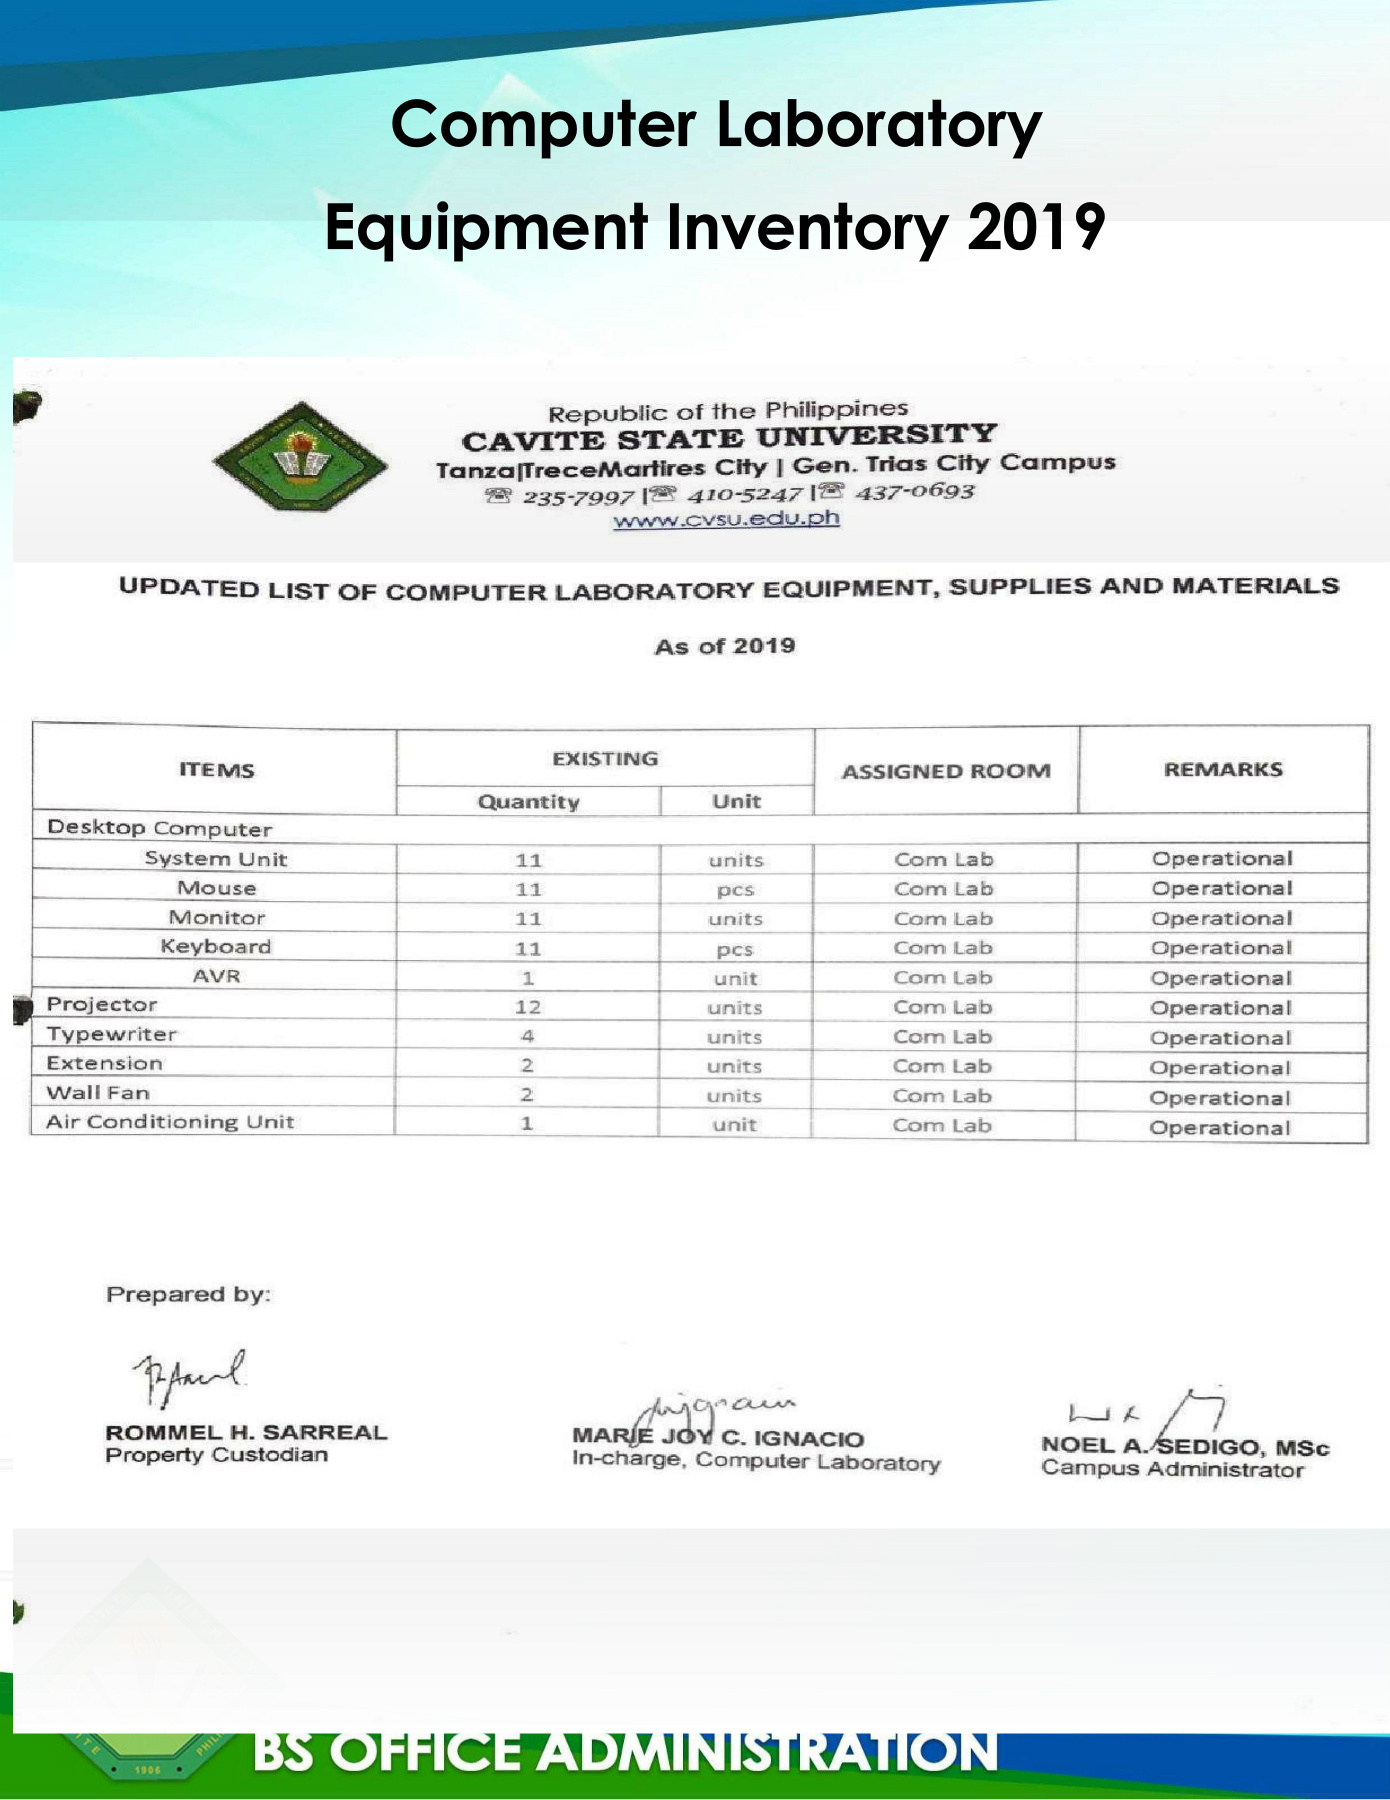 Computer Laboratory
Equipment Inventory 2019
Republic of the Philippines
CAVITE STATE UNIVERSITY
Tanza|TreceMartires City | Gen. Trias City Campus
☎ 235-7997 |☎ 410-5247 |☎ 437-0693
www.cvsu.edu.ph
UPDATED LIST OF COMPUTER LABORATORY EQUIPMENT, SUPPLIES AND MATERIALS
As of 2019
ITEMS EXISTING ASSIGNED ROOM REMARKS
Quantity Unit
Desktop Computer
System Unit 11 units Com Lab Operational
Mouse 11 pcs Com Lab Operational
Monitor 11 units Com Lab Operational
Keyboard 11 pcs Com Lab Operational
AVR 1 unit Com Lab Operational
Projector 12 units Com Lab Operational
Typewriter 4 units Com Lab Operational
Extension 2 units Com Lab Operational
Wall Fan 2 units Com Lab Operational
Air Conditioning Unit 1 unit Com Lab Operational
Prepared by:
ROMMEL H. SARREAL MARIE JOY C. IGNACIO NOEL A. SEDIGO, MSc
Property Custodian In-charge, Computer Laboratory Campus Administrator
1906
BS OFFICE ADMINISTRATION